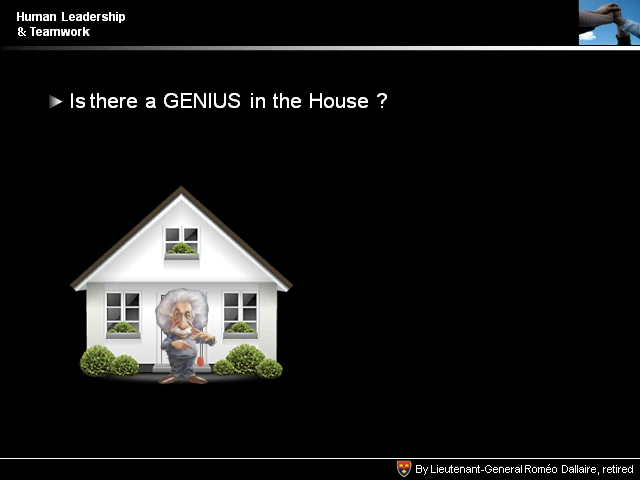 Human Leadership
& Teamwork
Is there a GENIUS in the House ?
By Lieutenant-General Roméo Dallaire, retired